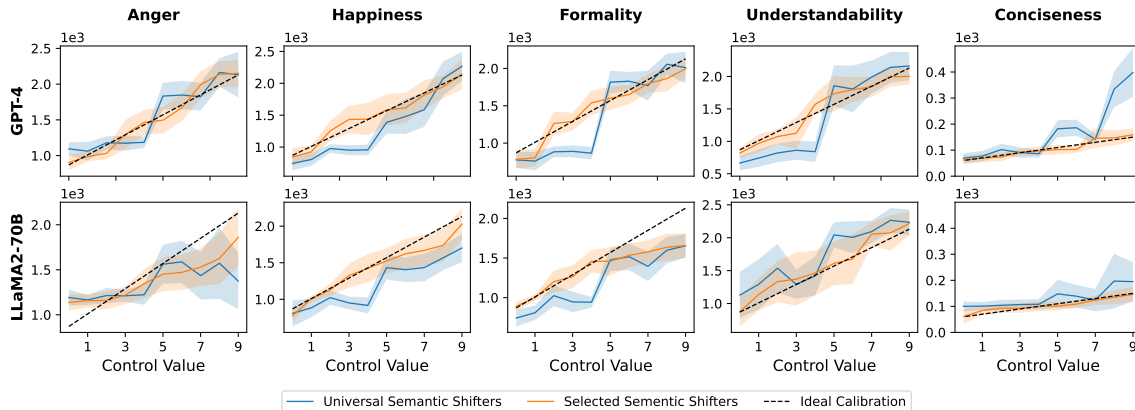 Anger Happiness Formality Understandability Conciseness
1e3 1e3 1e3 1e3 1e3
GPT-4
2.5 2.0 1.5 1.0
2.5 2.0 1.5 1.0
2.0 1.5 1.0
2.0 1.5 1.0 0.5
0.4 0.3 0.2 0.1 0.0
1e3 1e3 1e3 1e3 1e3
LLaMA2-70B
2.0 1.5 1.0
2.0 1.5 1.0
2.0 1.5 1.0 0.5
2.5 2.0 1.5 1.0
0.4 0.3 0.2 0.1 0.0
1 3 5 7 9 1 3 5 7 9 1 3 5 7 9 1 3 5 7 9 1 3 5 7 9
Control Value Control Value Control Value Control Value Control Value
Universal Semantic Shifters Selected Sementic Shifters Ideal Calibration